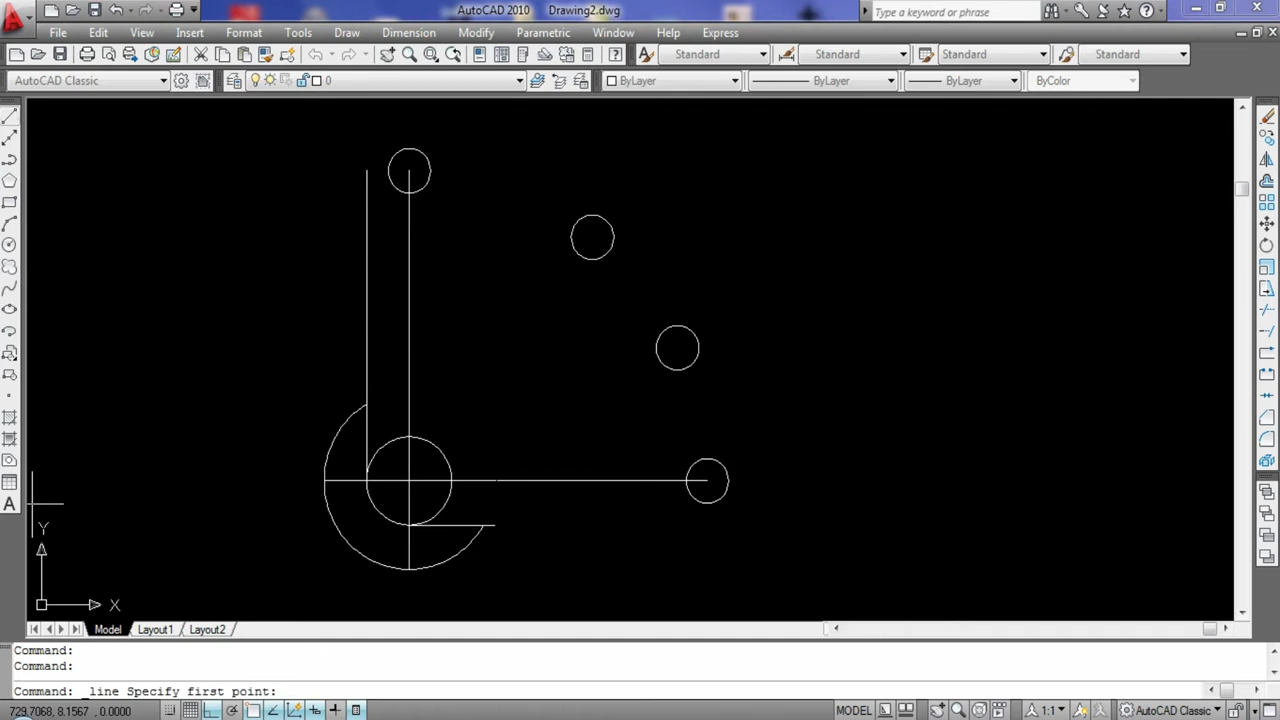 AutoCAD 2010 Drawing2.dwg Type a keyword or phrase
File Edit View Insert Format Tools Draw Dimension Modify Parametric Window Help Express
Standard Standard Standard Standard
AutoCAD Classic 0 ByLayer ByLayer ByLayer ByColor
A
Y
X
Model Layout1 Layout2
Command:
Command:
Command: _line Specify first point:
729.7068, 8.1567 , 0.0000 MODEL 1:1 AutoCAD Classic